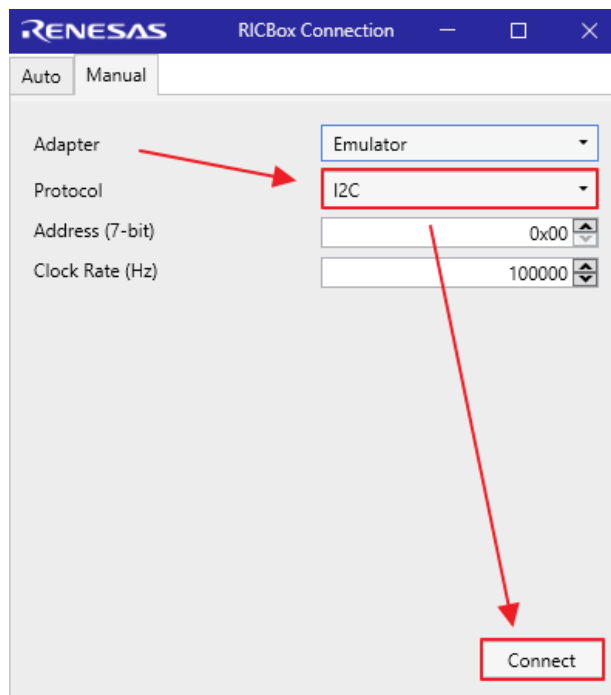 RENESAS RICBox Connection
Auto Manual
Adapter Emulator
Protocol I2C
Address (7-bit) 0x00
Clock Rate (Hz) 100000
Connect